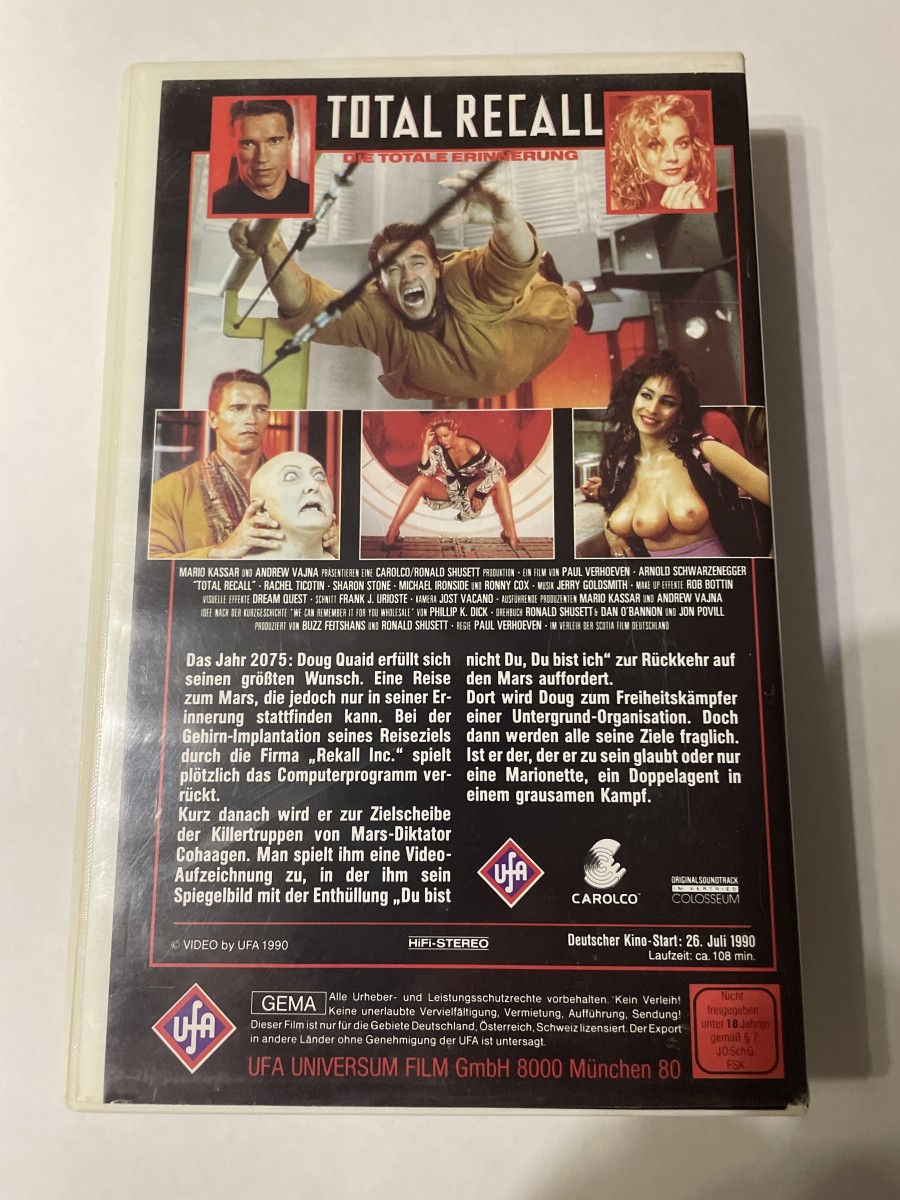 TOTAL RECALL
DIE TOTALE ERINNERUNG
MARIO KASSAR UND ANDREW VAJNA PRÄSENTIEREN EINE CAROLCO/RONALD SHUSETT PRODUKTION · EIN FILM VON PAUL VERHOEVEN · ARNOLD SCHWARZENEGGER
"TOTAL RECALL" · RACHEL TICOTIN · SHARON STONE · MICHAEL IRONSIDE UND RONNY COX · MUSIK JERRY GOLDSMITH · MAKE UP EFFEKTE ROB BOTTIN
VISUELLE EFFEKTE DREAM QUEST · SCHNITT FRANK J. URIOSTE · KAMERA JOST VACANO · AUSFÜHRENDE PRODUZENTEN MARIO KASSAR UND ANDREW VAJNA
IDEE NACH DER KURZGESCHICHTE "WE CAN REMEMBER IT FOR YOU WHOLESALE" VON PHILLIP K. DICK · DREHBUCH RONALD SHUSETT & DAN O'BANNON UND JON POVILL
PRODUZIERT VON BUZZ FEITSHANS UND RONALD SHUSETT · REGIE PAUL VERHOEVEN · IM VERLEIH DER SCOTIA FILM DEUTSCHLAND
Das Jahr 2075: Doug Quaid erfüllt sich
seinen größten Wunsch. Eine Reise
zum Mars, die jedoch nur in seiner Er-
innerung stattfinden kann. Bei der
Gehirn-Implantation seines Reiseziels
durch die Firma „Rekall Inc." spielt
plötzlich das Computerprogramm ver-
rückt.
Kurz danach wird er zur Zielscheibe
der Killertruppen von Mars-Diktator
Cohaagen. Man spielt ihm eine Video-
Aufzeichnung zu, in der ihm sein
Spiegelbild mit der Enthüllung „Du bist
nicht Du, Du bist ich" zur Rückkehr auf
den Mars auffordert.
Dort wird Doug zum Freiheitskämpfer
einer Untergrund-Organisation. Doch
dann werden alle seine Ziele fraglich.
Ist er der, der er zu sein glaubt oder nur
eine Marionette, ein Doppelagent in
einem grausamen Kampf.
UFA
CAROLCO
ORIGINALSOUNDTRACK
IM VERTRIEB
COLOSSEUM
© VIDEO by UFA 1990
HiFi-STEREO
Deutscher Kino-Start: 26. Juli 1990
Laufzeit: ca. 108 min.
UFA
GEMA
Alle Urheber- und Leistungsschutzrechte vorbehalten. Kein Verleih!
Keine unerlaubte Vervielfältigung, Vermietung, Aufführung, Sendung!
Dieser Film ist nur für die Gebiete Deutschland, Österreich, Schweiz lizensiert. Der Export
in andere Länder ohne Genehmigung der UFA ist untersagt.
UFA UNIVERSUM FILM GmbH 8000 München 80
Nicht
freigegeben
unter 18 Jahren
gemäß § 7
JÖSchG
FSK